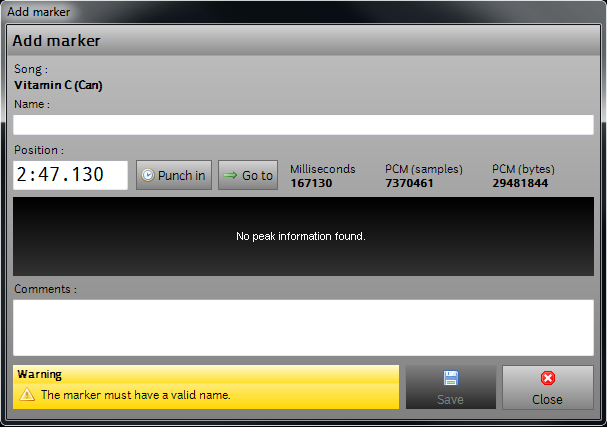 Add marker
Add marker
Song :
Vitamin C (Can)
Name :
Position :
2:47.130
Punch in
Go to
Milliseconds
167130
PCM (samples)
7370461
PCM (bytes)
29481844
No peak information found.
Comments :
Warning
The marker must have a valid name.
Save
Close